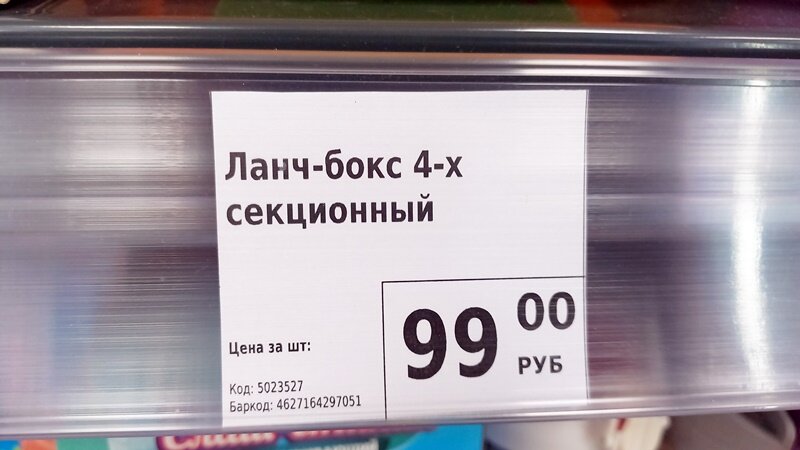 Ланч-бокс 4-х
секционный
99 00
РУБ
Цена за шт:
Код: 5023527
Баркод: 4627164297051